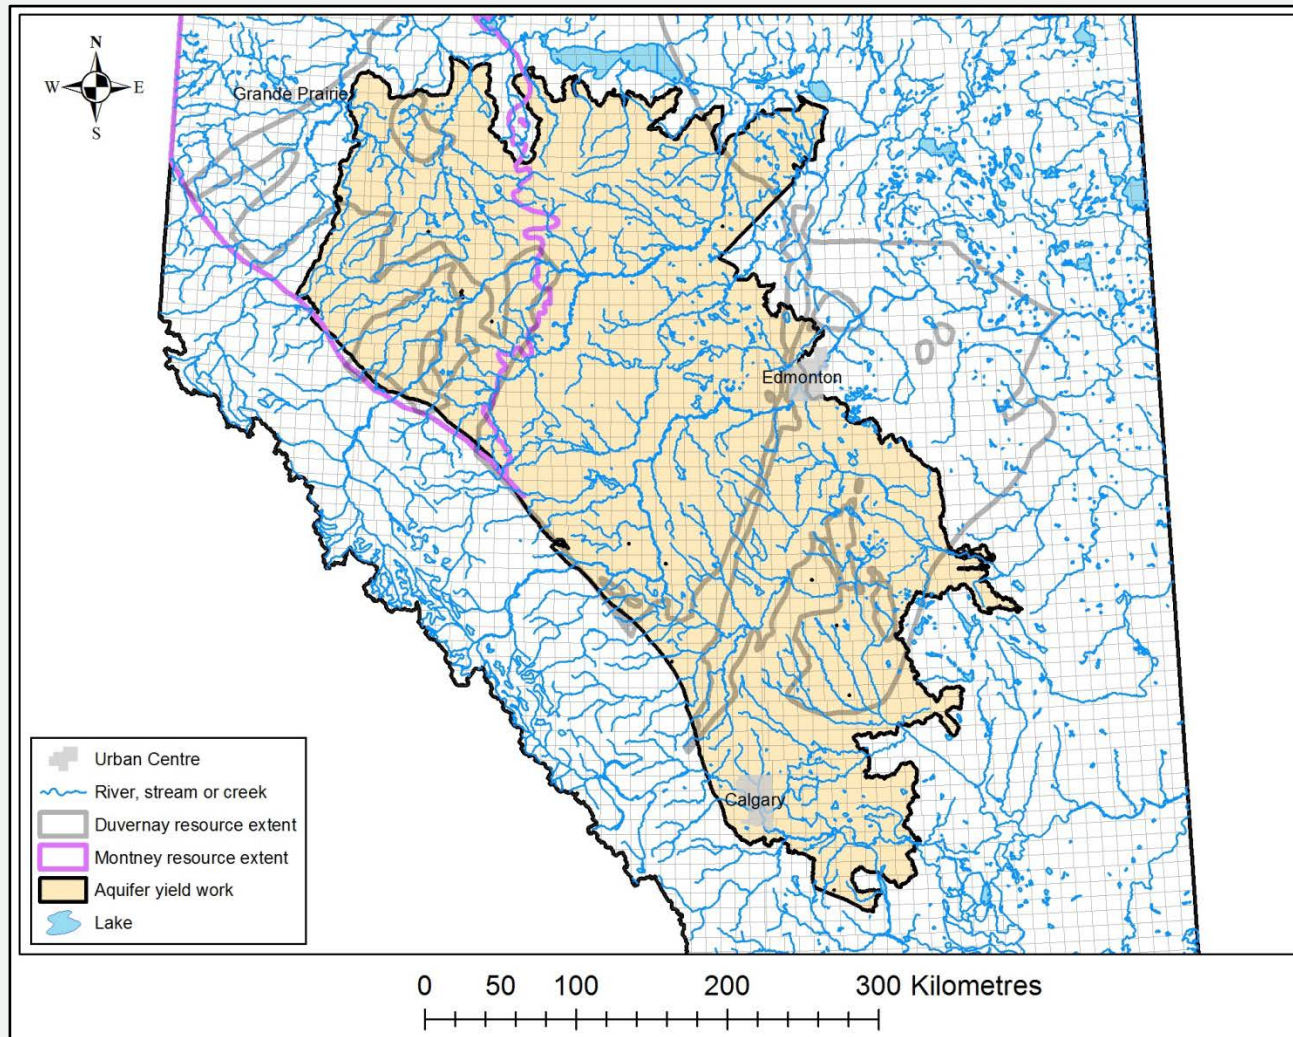 N
W E
S
Grande Prairie
Edmonton
Calgary
Urban Centre
River, stream or creek
Duvernay resource extent
Montney resource extent
Aquifer yield work
Lake
0 50 100 200 300 Kilometres